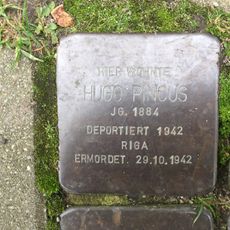 HIER WOHNTE
HUGO PINCUS
JG. 1884
DEPORTIERT 1942
RIGA
ERMORDET 29.10.1942